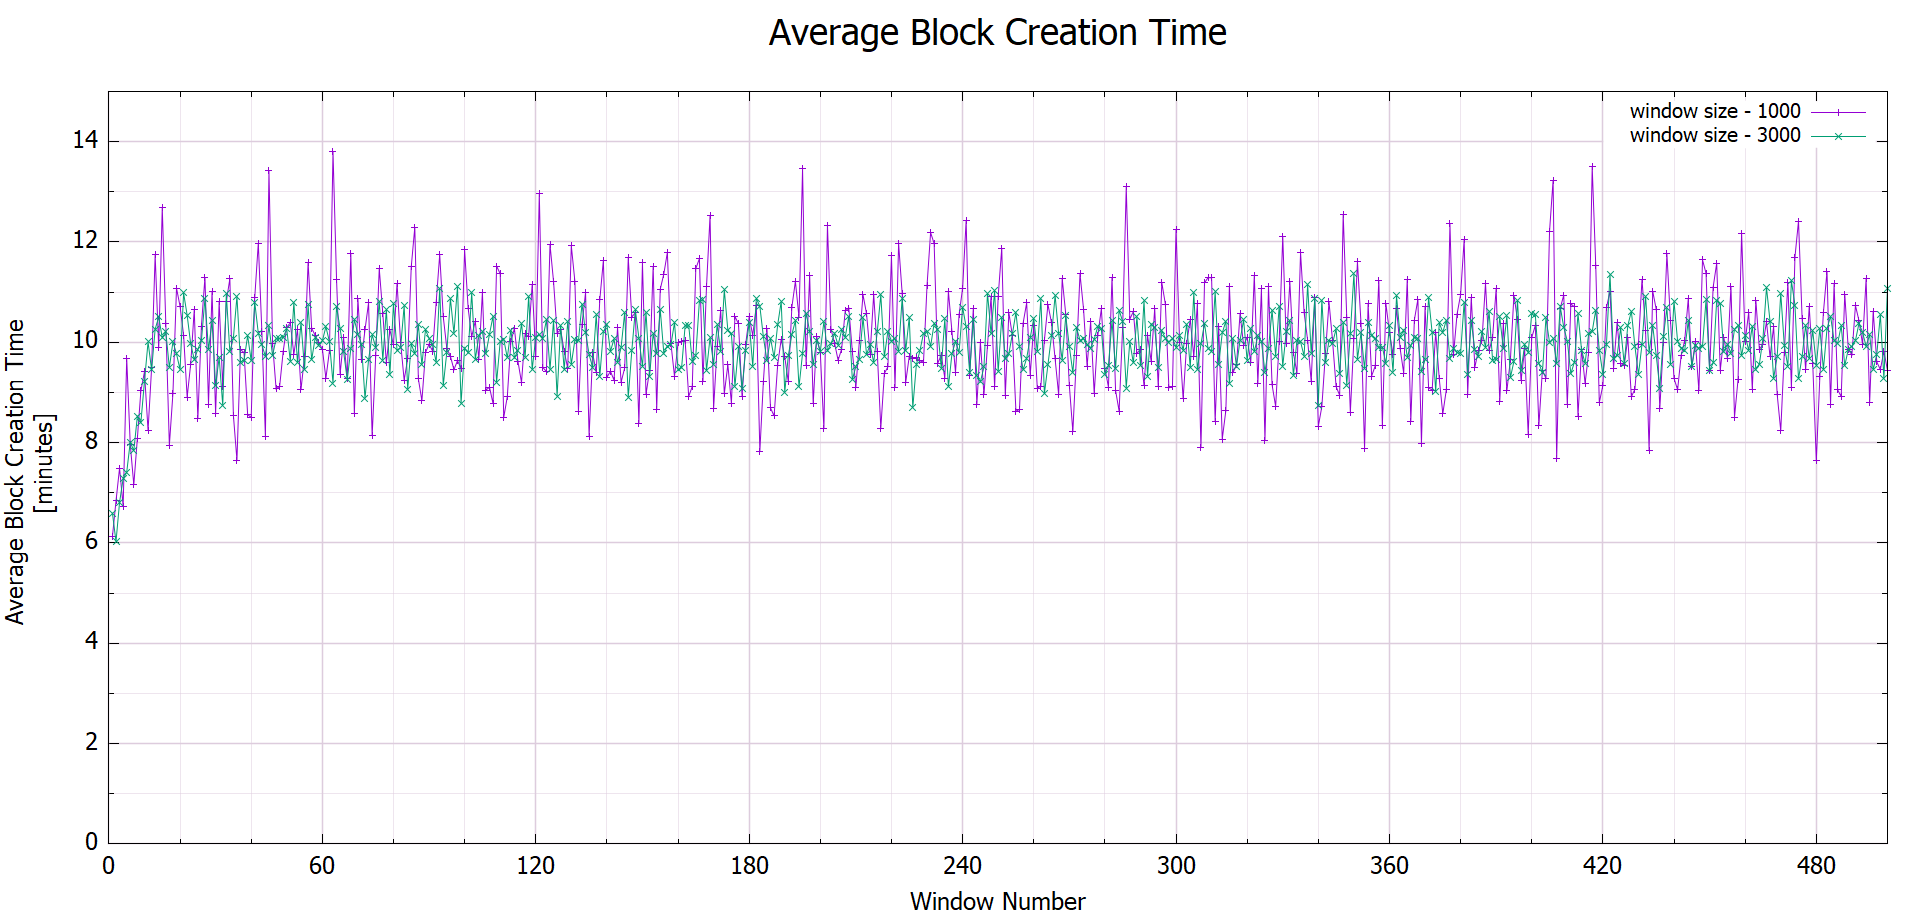 Average Block Creation Time
window size - 1000
window size - 3000
Average Block Creation Time
[minutes]
14
12
10
8
6
4
2
0
0 60 120 180 240 300 360 420 480
Window Number